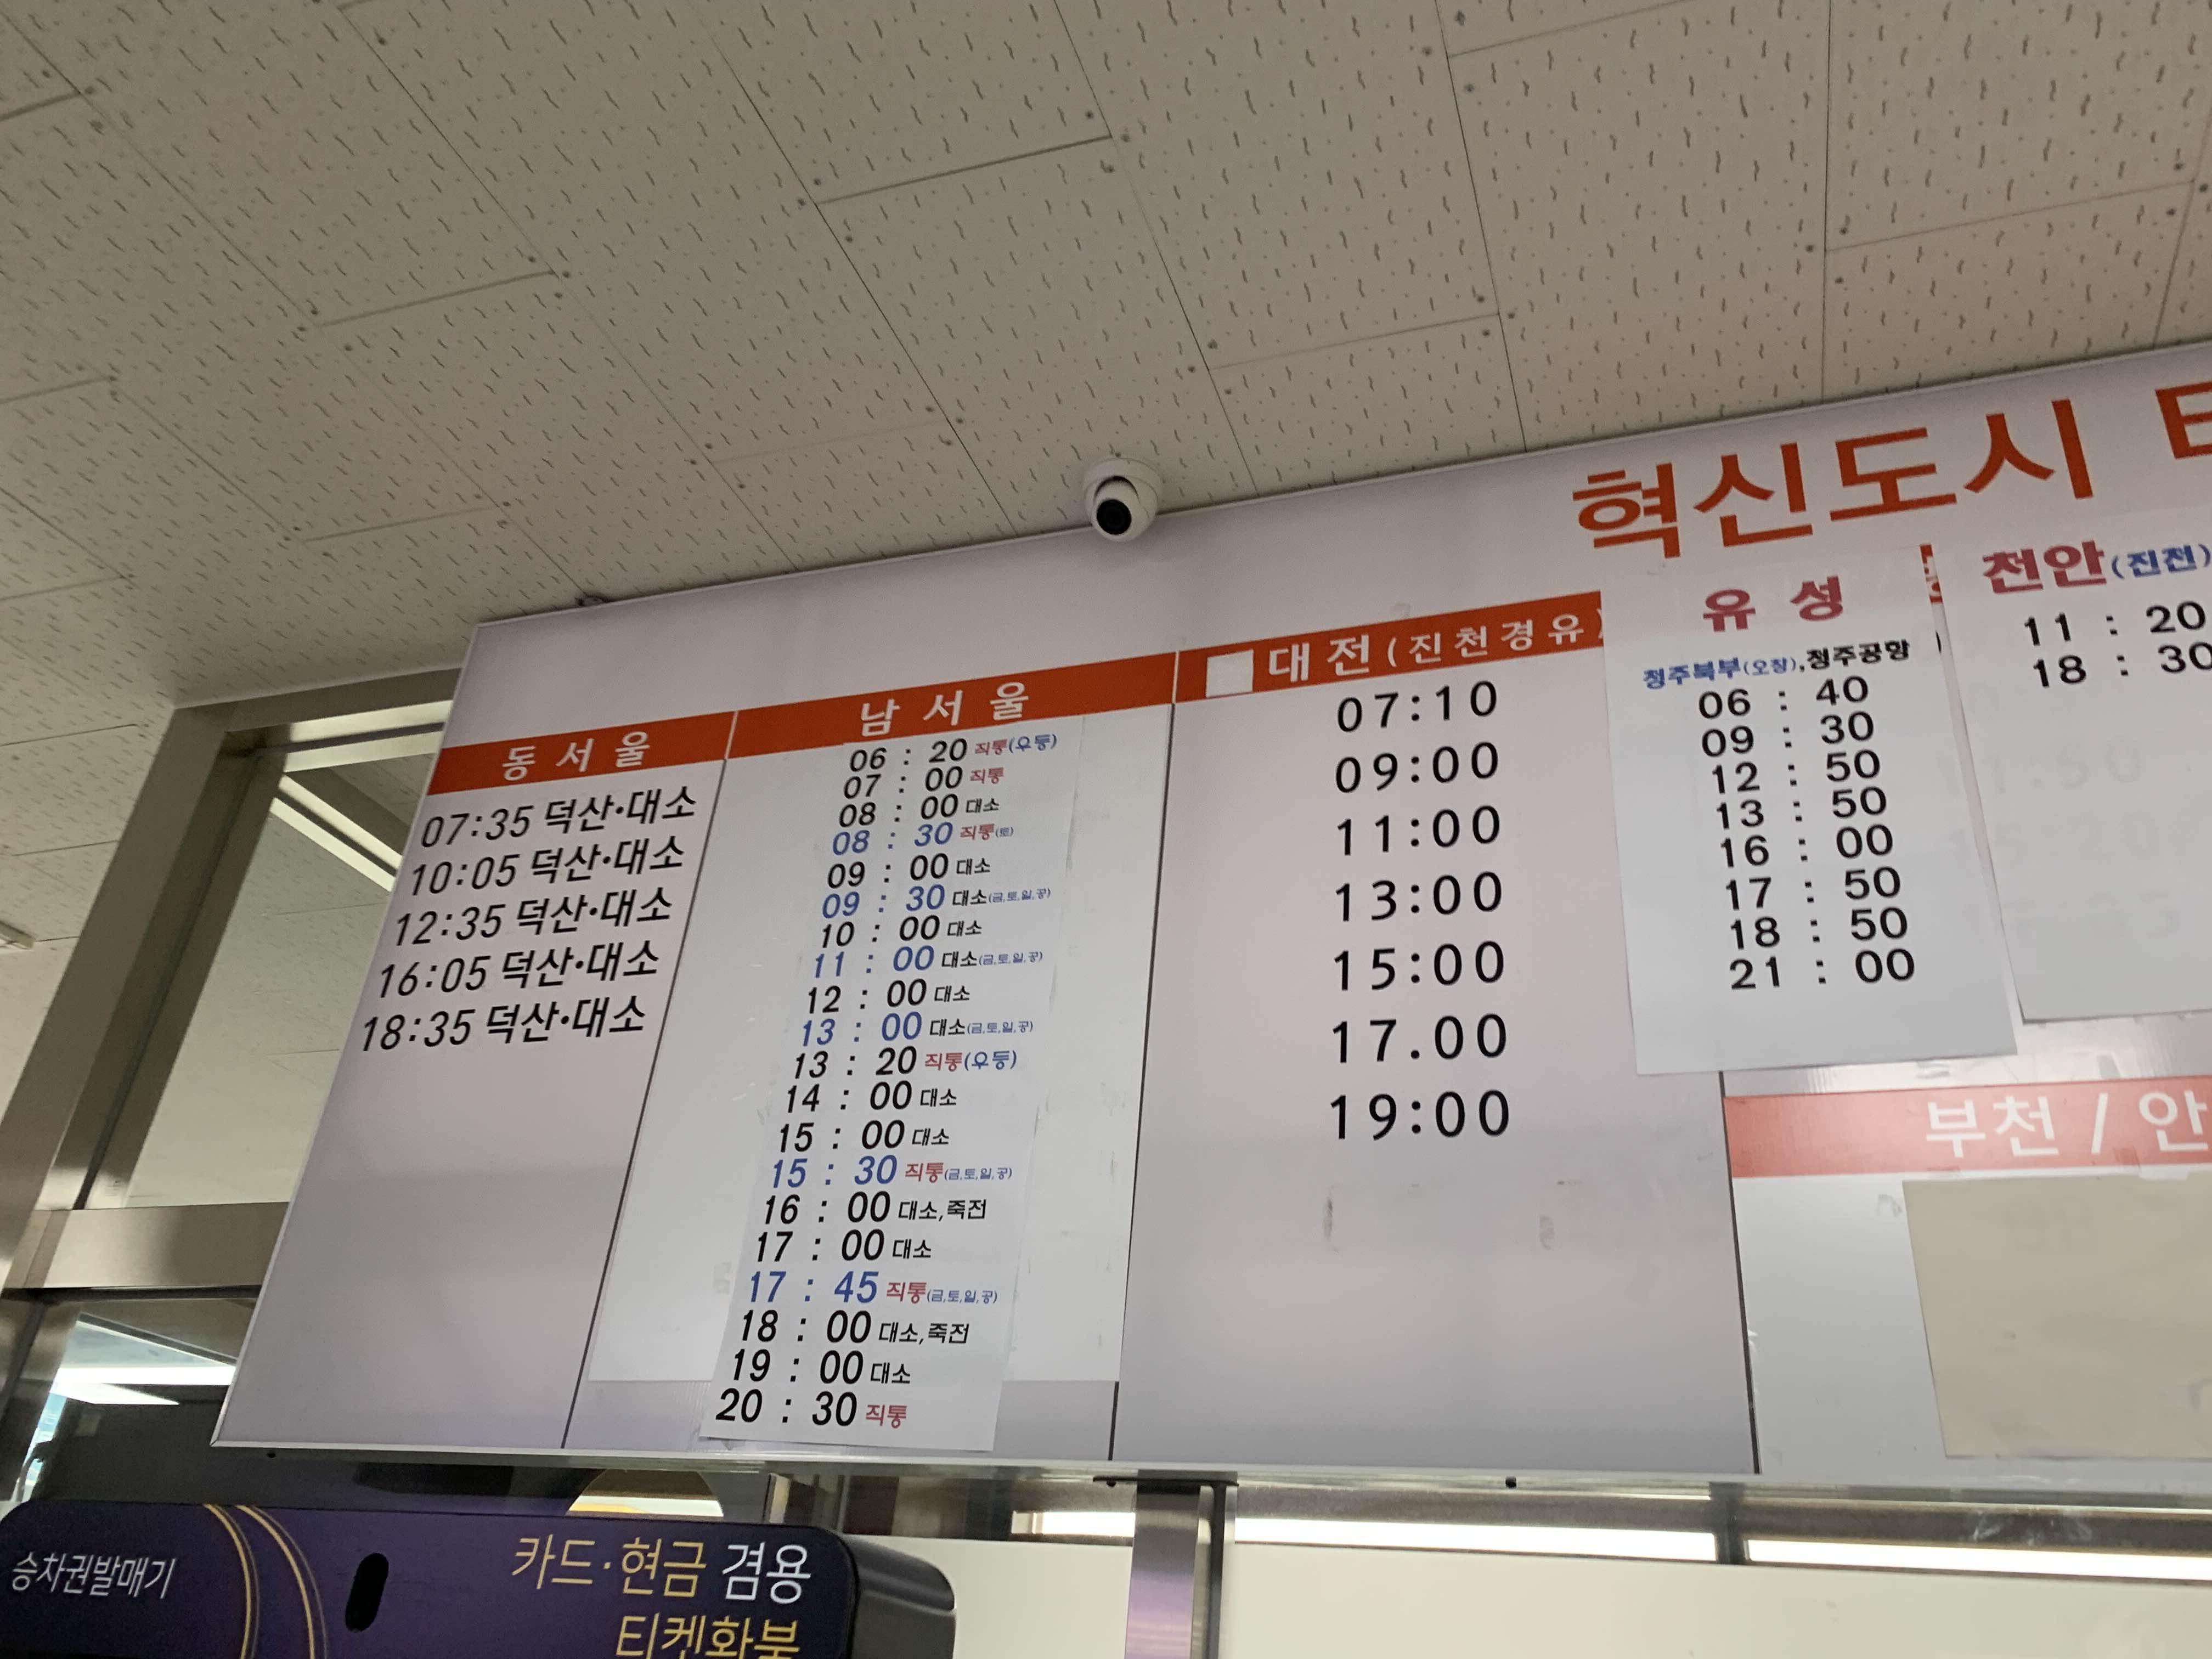 혁신도시
동서울
07:35 덕산·대소
10:05 덕산·대소
12:35 덕산·대소
16:05 덕산·대소
18:35 덕산·대소
남서울
06 : 20 직통(우등)
07 : 00 직통
08 : 00 대소
08 : 30 직통(토)
09 : 00 대소
09 : 30 대소(금,토,일,공)
10 : 00 대소
11 : 00 대소(금,토,일,공)
12 : 00 대소
13 : 00 대소(금,토,일,공)
13 : 20 직통(우등)
14 : 00 대소
15 : 00 대소
15 : 30 직통(금,토,일,공)
16 : 00 대소,죽전
17 : 00 대소
17 : 45 직통(금,토,일,공)
18 : 00 대소,죽전
19 : 00 대소
20 : 30 직통
대전(진천경유)
07:10
09:00
11:00
13:00
15:00
17.00
19:00
유성
청주북부(오창),청주공항
06 : 40
09 : 30
12 : 50
13 : 50
16 : 00
17 : 50
18 : 50
21 : 00
천안(진천)
11 : 20
18 : 30
부천 / 안
승차권발매기
카드·현금 겸용